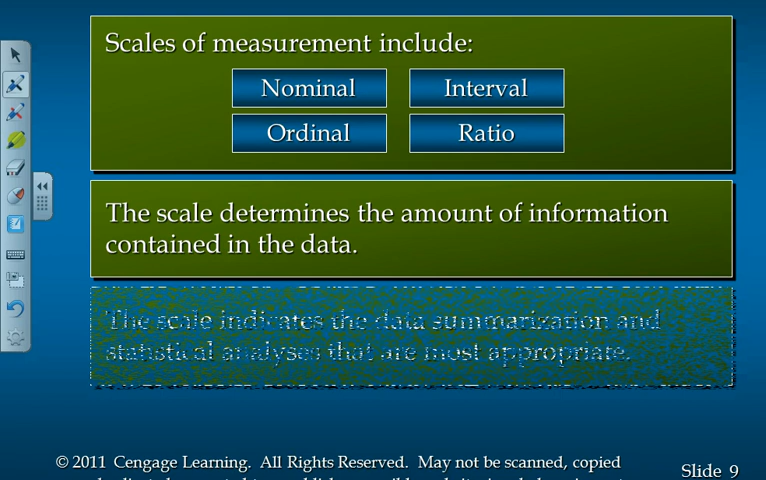 Scales of measurement include:
Nominal Interval
Ordinal Ratio
The scale determines the amount of information
contained in the data.
The scale indicates the data summarization and
statistical analyses that are most appropriate.
© 2011 Cengage Learning. All Rights Reserved. May not be scanned, copied
Slide 9